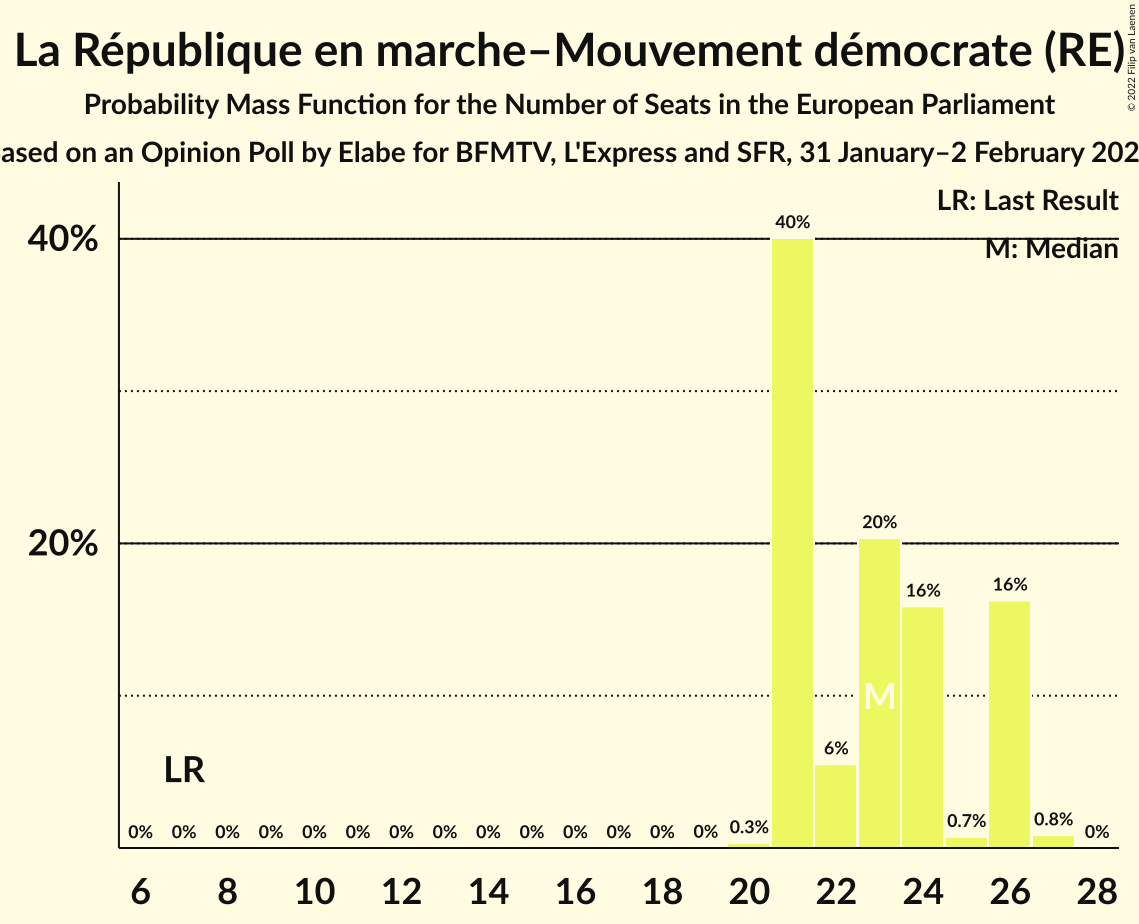 La République en marche–Mouvement démocrate (RE)
© 2022 Filip van Laenen
Probability Mass Function for the Number of Seats in the European Parliament
ased on an Opinion Poll by Elabe for BFMTV, L'Express and SFR, 31 January–2 February 202
LR: Last Result
M: Median
40%
40%
20%
20%
16%
16%
M
6%
LR
0% 0% 0% 0% 0% 0% 0% 0% 0% 0% 0% 0% 0% 0% 0.3% 0.7% 0.8% 0%
6 8 10 12 14 16 18 20 22 24 26 28